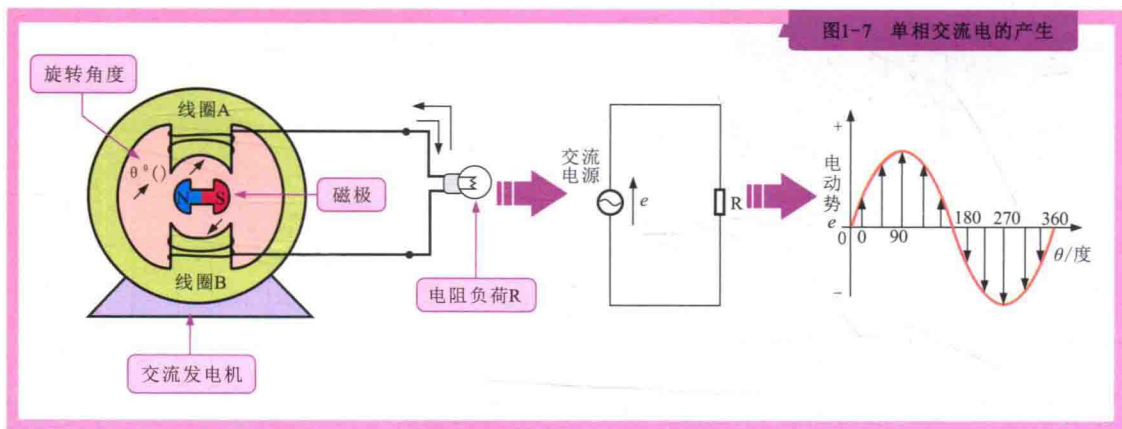 图1-7 单相交流电的产生
旋转角度
线圈A
θ°()
N S
磁极
线圈B
交流发电机
电阻负荷R
交流
电源
e
R
+
电动势
e
0
0
90
180
270
360
θ/度
−